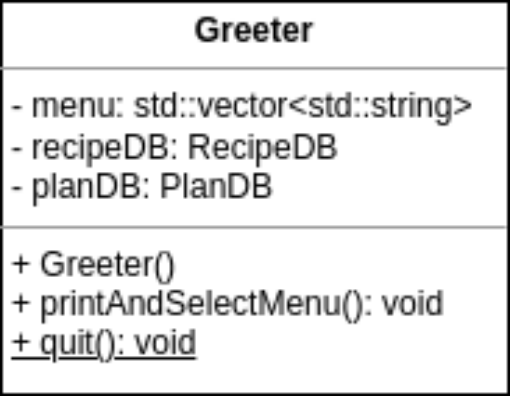 Greeter
- menu: std::vector<std::string>
- recipeDB: RecipeDB
- planDB: PlanDB
+ Greeter()
+ printAndSelectMenu(): void
+ quit(): void